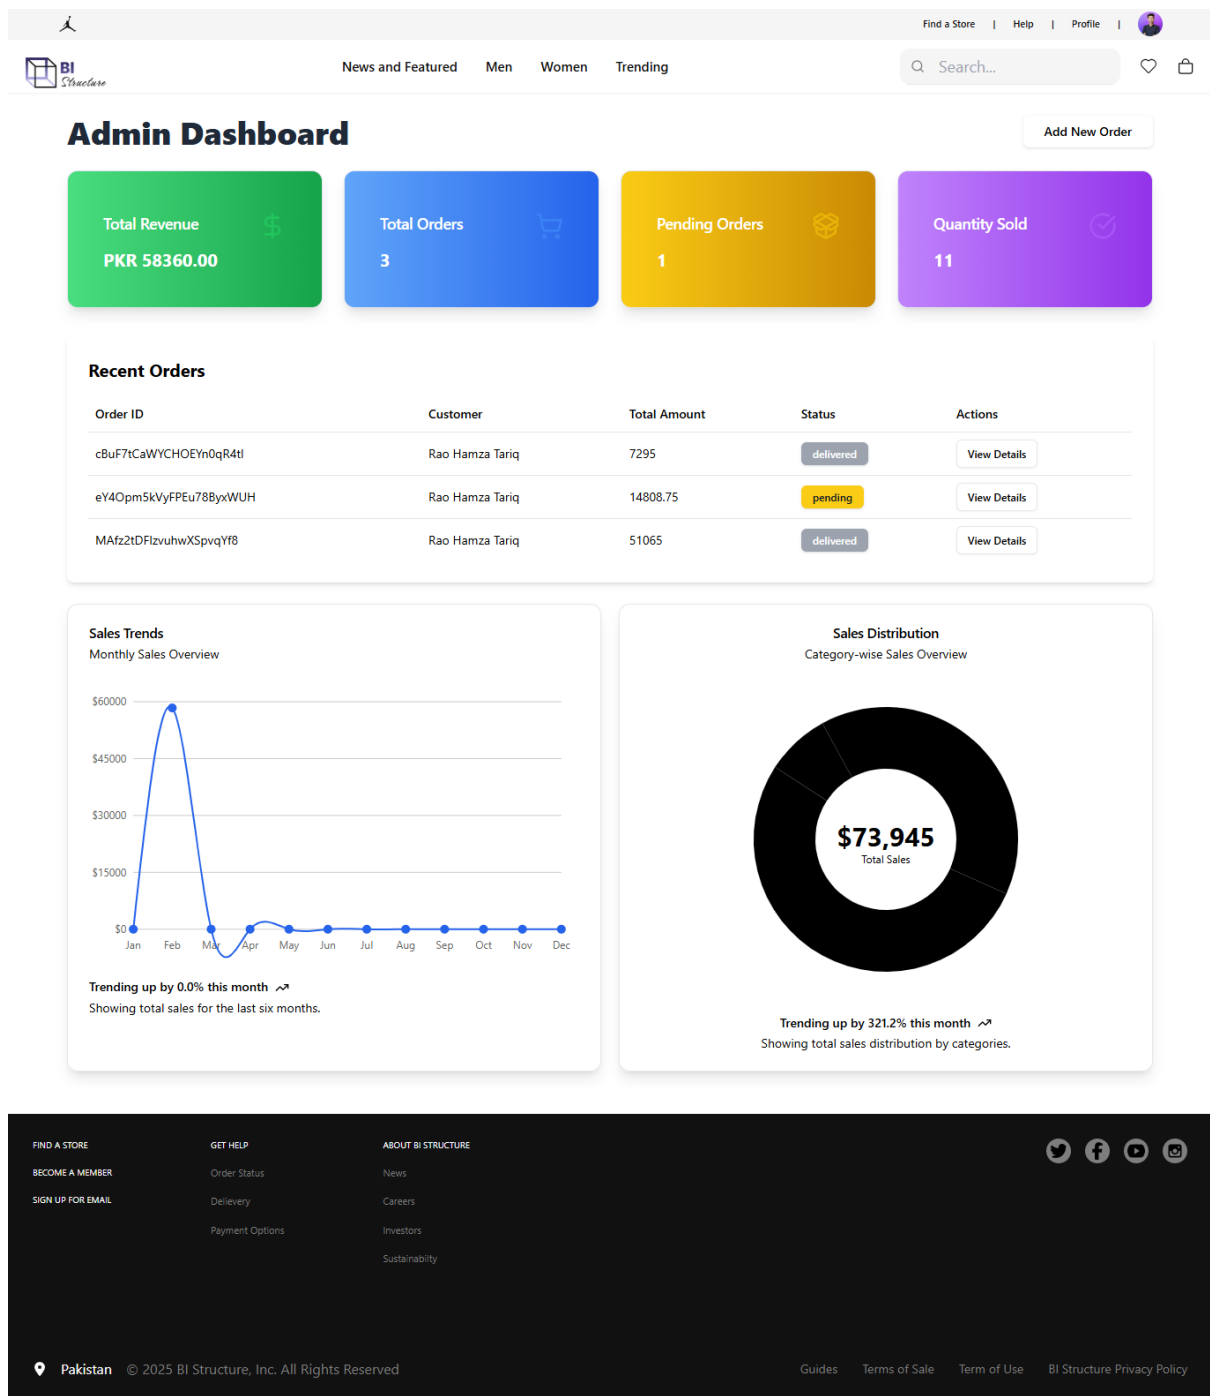 Find a Store | Help | Profile |
BI
Structure
News and Featured Men Women Trending
Search...
Admin Dashboard
Add New Order
Total Revenue
PKR 58360.00
Total Orders
3
Pending Orders
1
Quantity Sold
11
Recent Orders
Order ID Customer Total Amount Status Actions
cBuF7tCaWYCHOEYn0qR4tI Rao Hamza Tariq 7295 delivered View Details
eY4Opm5kVyFPEu78ByxWUH Rao Hamza Tariq 14808.75 pending View Details
MAfz2tDFIzvuhwXSpvqYf8 Rao Hamza Tariq 51065 delivered View Details
Sales Trends
Monthly Sales Overview
$60000
$45000
$30000
$15000
$0
Jan Feb Mar Apr May Jun Jul Aug Sep Oct Nov Dec
Trending up by 0.0% this month
Showing total sales for the last six months.
Sales Distribution
Category-wise Sales Overview
$73,945
Total Sales
Trending up by 321.2% this month
Showing total sales distribution by categories.
FIND A STORE
BECOME A MEMBER
SIGN UP FOR EMAIL
GET HELP
Order Status
Delievery
Payment Options
ABOUT BI STRUCTURE
News
Careers
Investors
Sustainabilty
Pakistan © 2025 BI Structure, Inc. All Rights Reserved
Guides Terms of Sale Term of Use BI Structure Privacy Policy